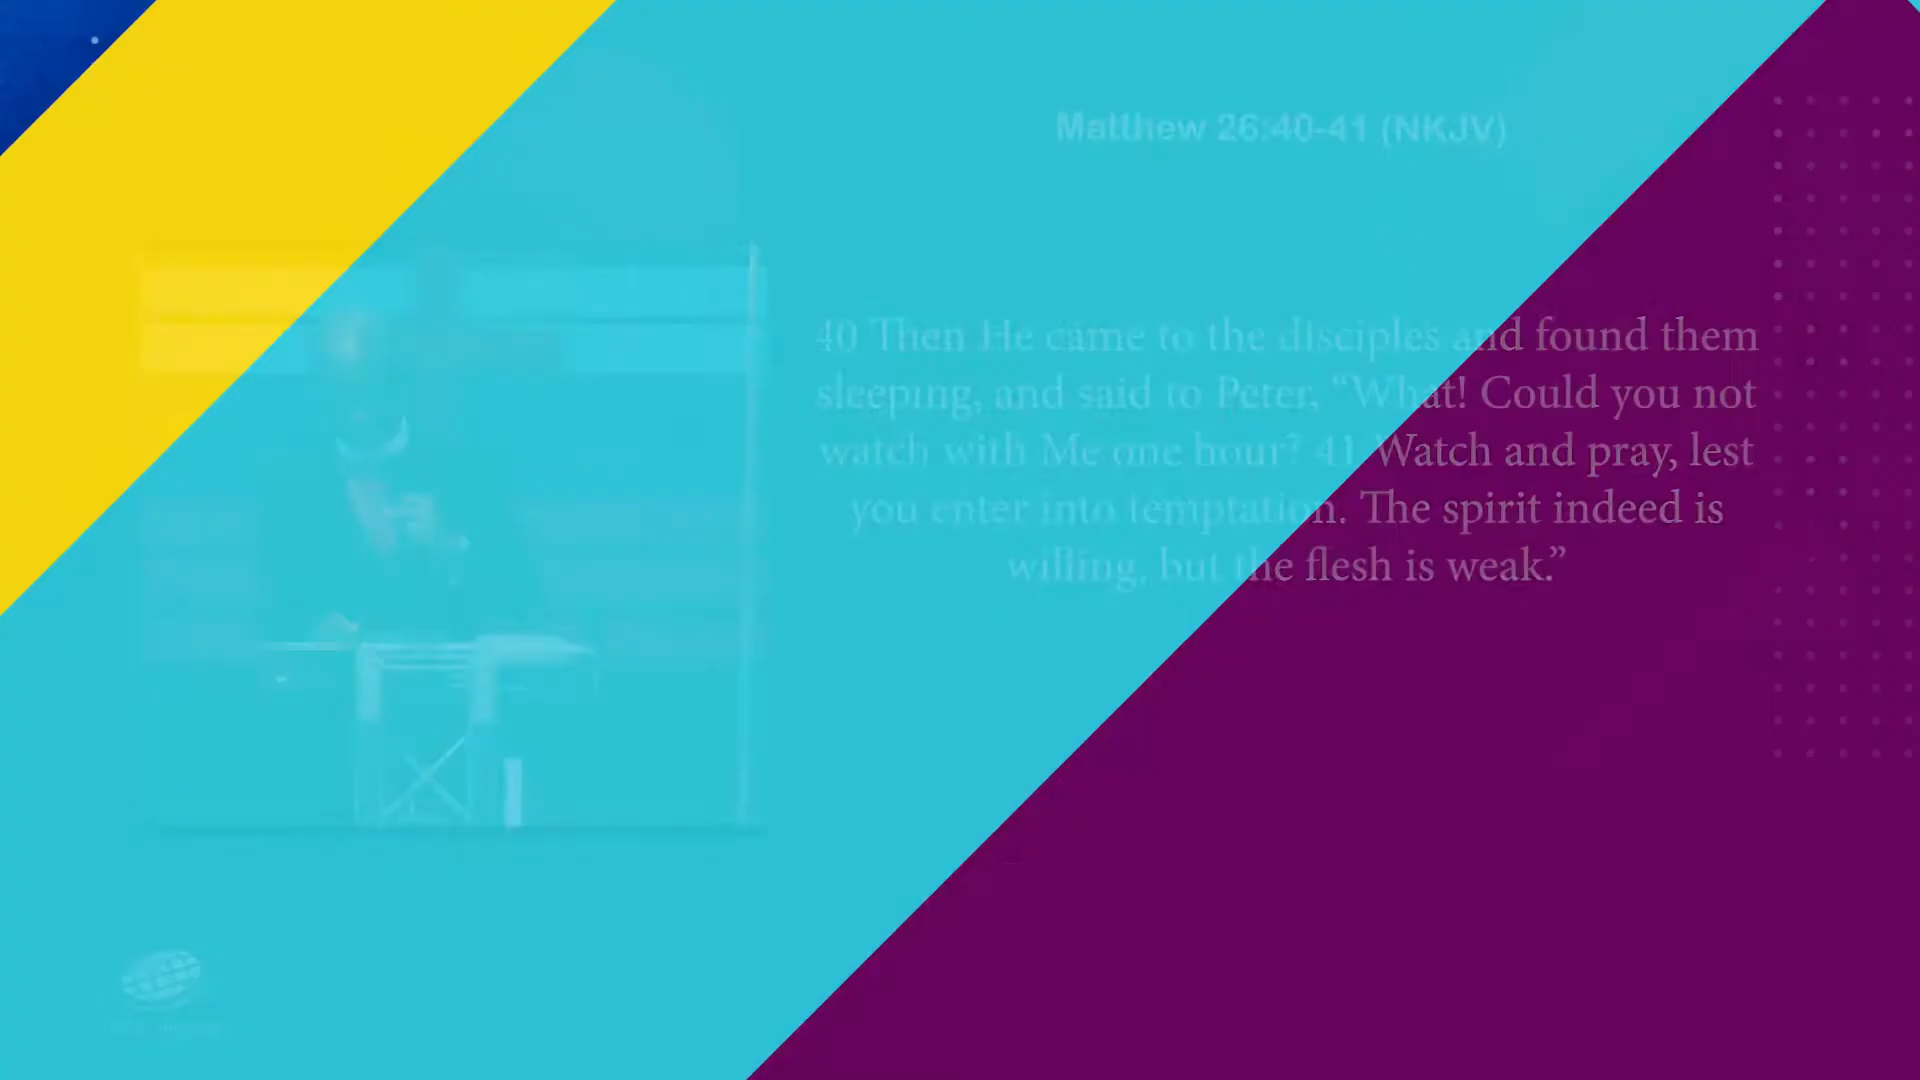 Matthew 26:40-41 (NKJV)
40 Then He came to the disciples and found them
sleeping, and said to Peter, “What! Could you not
watch with Me one hour? 41 Watch and pray, lest
you enter into temptation. The spirit indeed is
willing, but the flesh is weak.”